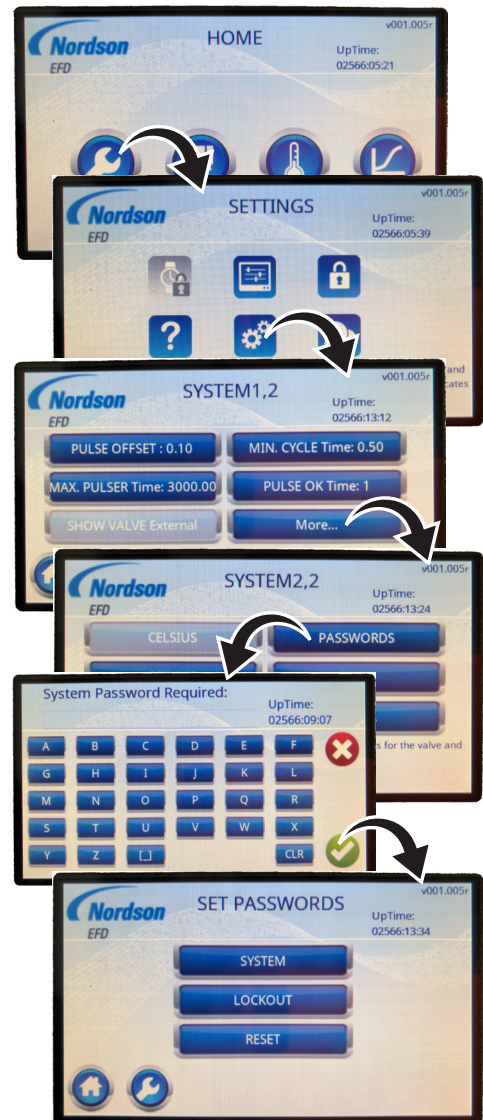 v001.005r
Nordson
EFD
HOME
UpTime:
02566:05:21
v001.005r
Nordson
EFD
SETTINGS
UpTime:
02566:05:39
?
and
cates
v001.005r
Nordson
EFD
SYSTEM1,2
UpTime:
02566:13:12
PULSE OFFSET : 0.10
MIN. CYCLE Time: 0.50
MAX. PULSER Time: 3000.00
PULSE OK Time: 1
SHOW VALVE External
More...
v001.005r
Nordson
EFD
SYSTEM2,2
UpTime:
02566:13:24
CELSIUS
PASSWORDS
s for the valve and
System Password Required:
UpTime:
02566:09:07
A B C D E F
G H I J K L
M N O P Q R
S T U V W X
Y Z [_] CLR
v001.005r
Nordson
EFD
SET PASSWORDS
UpTime:
02566:13:34
SYSTEM
LOCKOUT
RESET